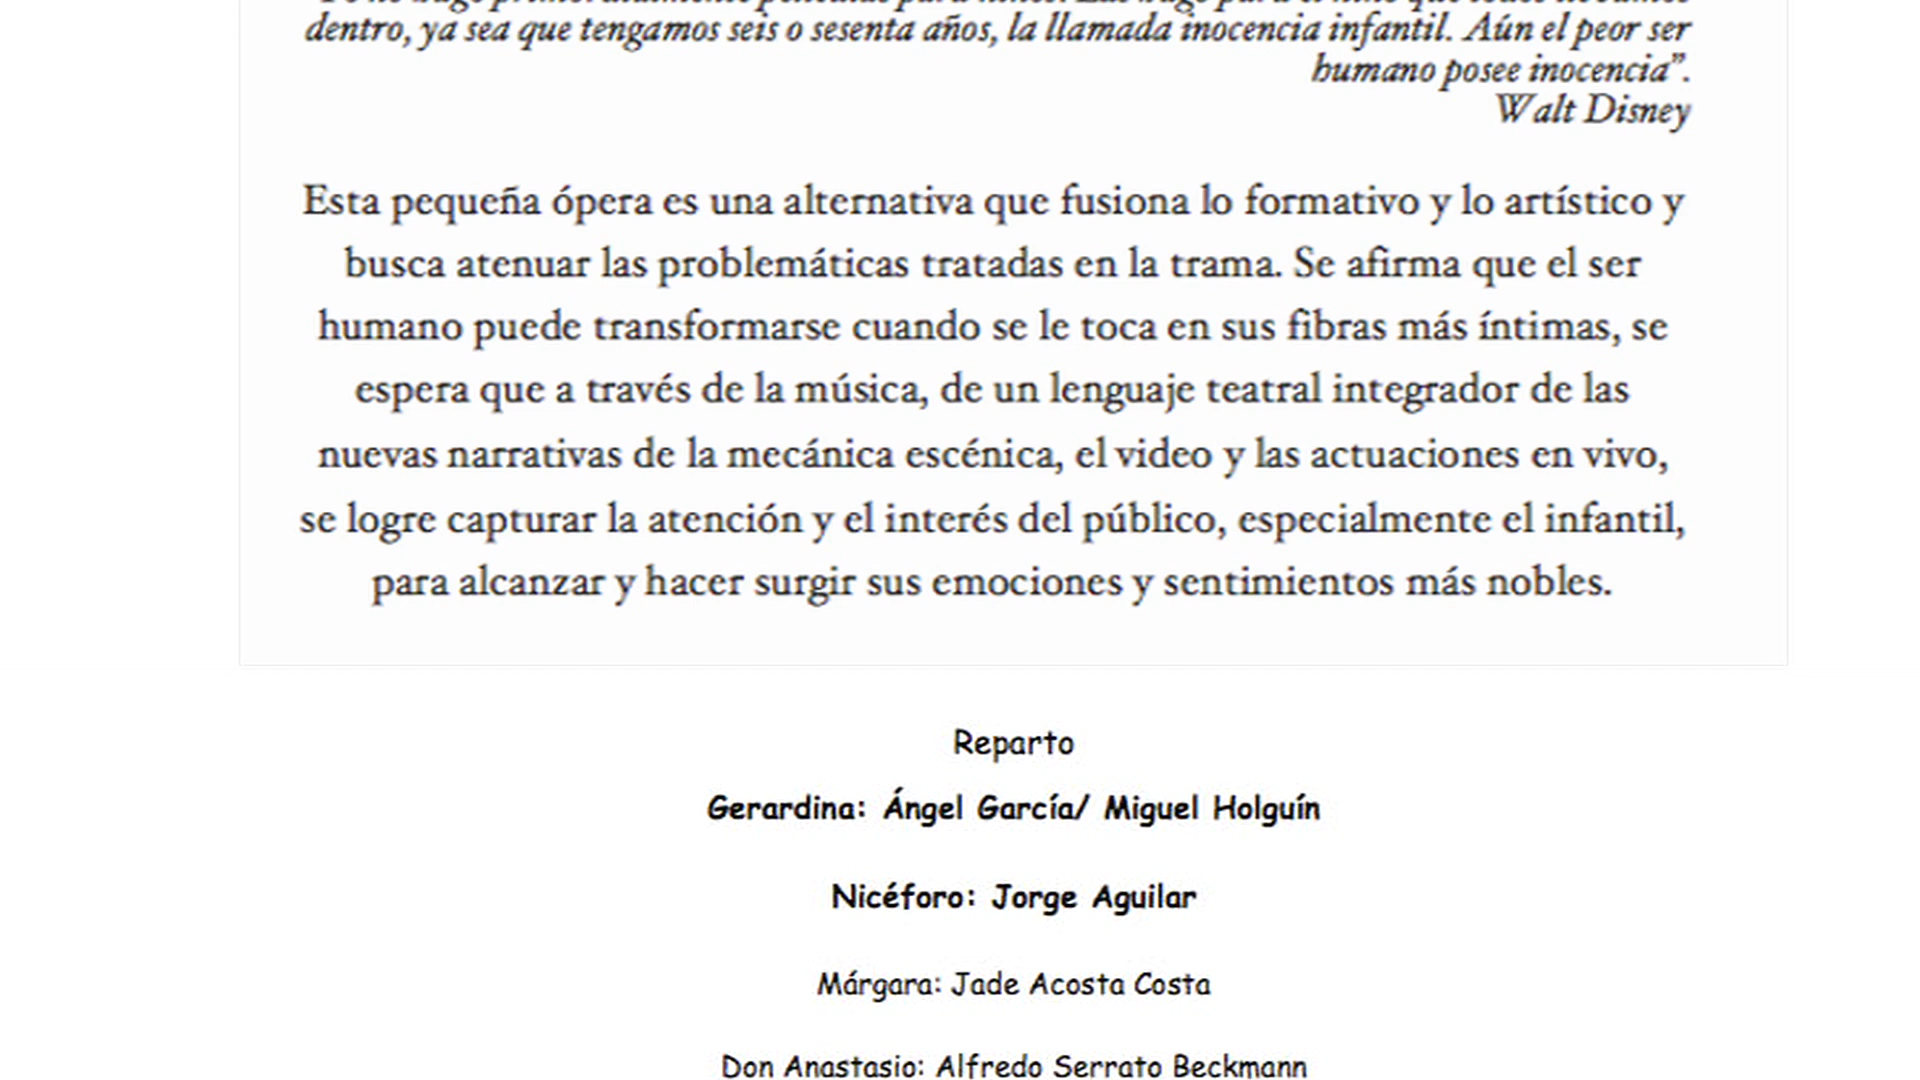 dentro, ya sea que tengamos seis o sesenta años, la llamada inocencia infantil. Aún el peor ser
humano posee inocencia”.
Walt Disney
Esta pequeña ópera es una alternativa que fusiona lo formativo y lo artístico y
busca atenuar las problemáticas tratadas en la trama. Se afirma que el ser
humano puede transformarse cuando se le toca en sus fibras más íntimas, se
espera que a través de la música, de un lenguaje teatral integrador de las
nuevas narrativas de la mecánica escénica, el video y las actuaciones en vivo,
se logre capturar la atención y el interés del público, especialmente el infantil,
para alcanzar y hacer surgir sus emociones y sentimientos más nobles.
Reparto
Gerardina: Ángel García/ Miguel Holguín
Nicéforo: Jorge Aguilar
Márgara: Jade Acosta Costa
Don Anastasio: Alfredo Serrato Beckmann